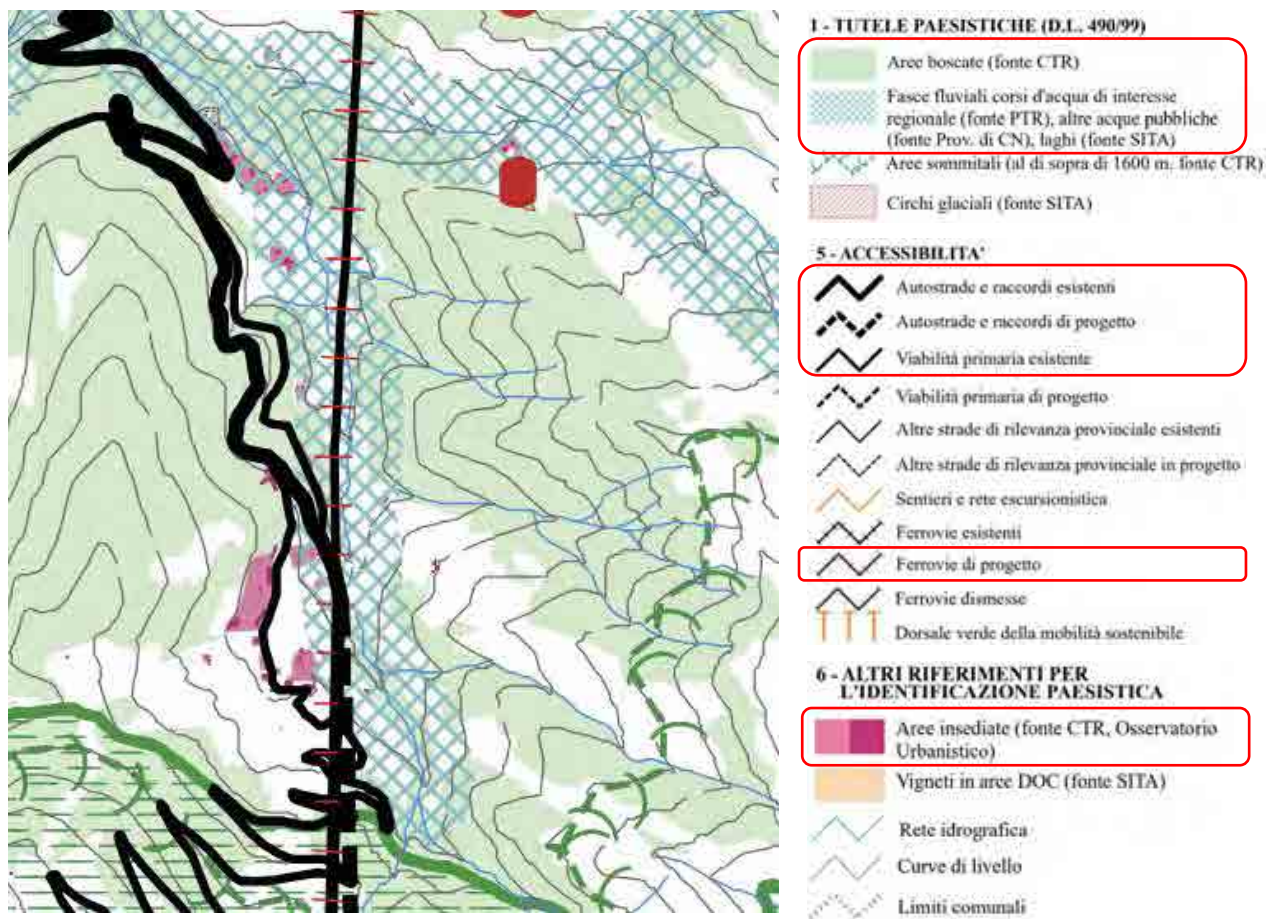 1 - TUTELE PAESISTICHE (D.L. 490/99)
Aree boscate (fonte CTR)
Fasce fluviali corsi d'acqua di interesse
regionale (fonte PTR), altre acque pubbliche
(fonte Prov. di CN), laghi (fonte SITA)
Aree sommitali (al di sopra di 1600 m. fonte CTR)
Circhi glaciali (fonte SITA)
5 - ACCESSIBILITA'
Autostrade e raccordi esistenti
Autostrade e raccordi di progetto
Viabilità primaria esistente
Viabilità primaria di progetto
Altre strade di rilevanza provinciale esistenti
Altre strade di rilevanza provinciale in progetto
Sentieri e rete escursionistica
Ferrovie esistenti
Ferrovie di progetto
Ferrovie dismesse
Dorsale verde della mobilità sostenibile
6 - ALTRI RIFERIMENTI PER
L'IDENTIFICAZIONE PAESISTICA
Aree insediate (fonte CTR, Osservatorio
Urbanistico)
Vigneti in aree DOC (fonte SITA)
Rete idrografica
Curve di livello
Limiti comunali